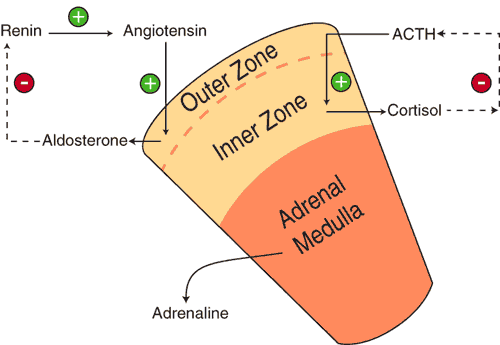 Renin
+
Angiotensin
ACTH
-
+
Outer Zone
+
-
Inner Zone
Cortisol
Aldosterone
Adrenal
Medulla
Adrenaline